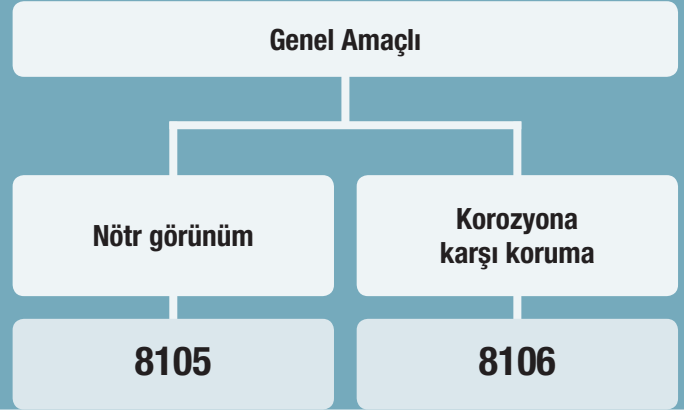 Genel Amaçlı
Nötr görünüm
Korozyona
karşı koruma
8105
8106